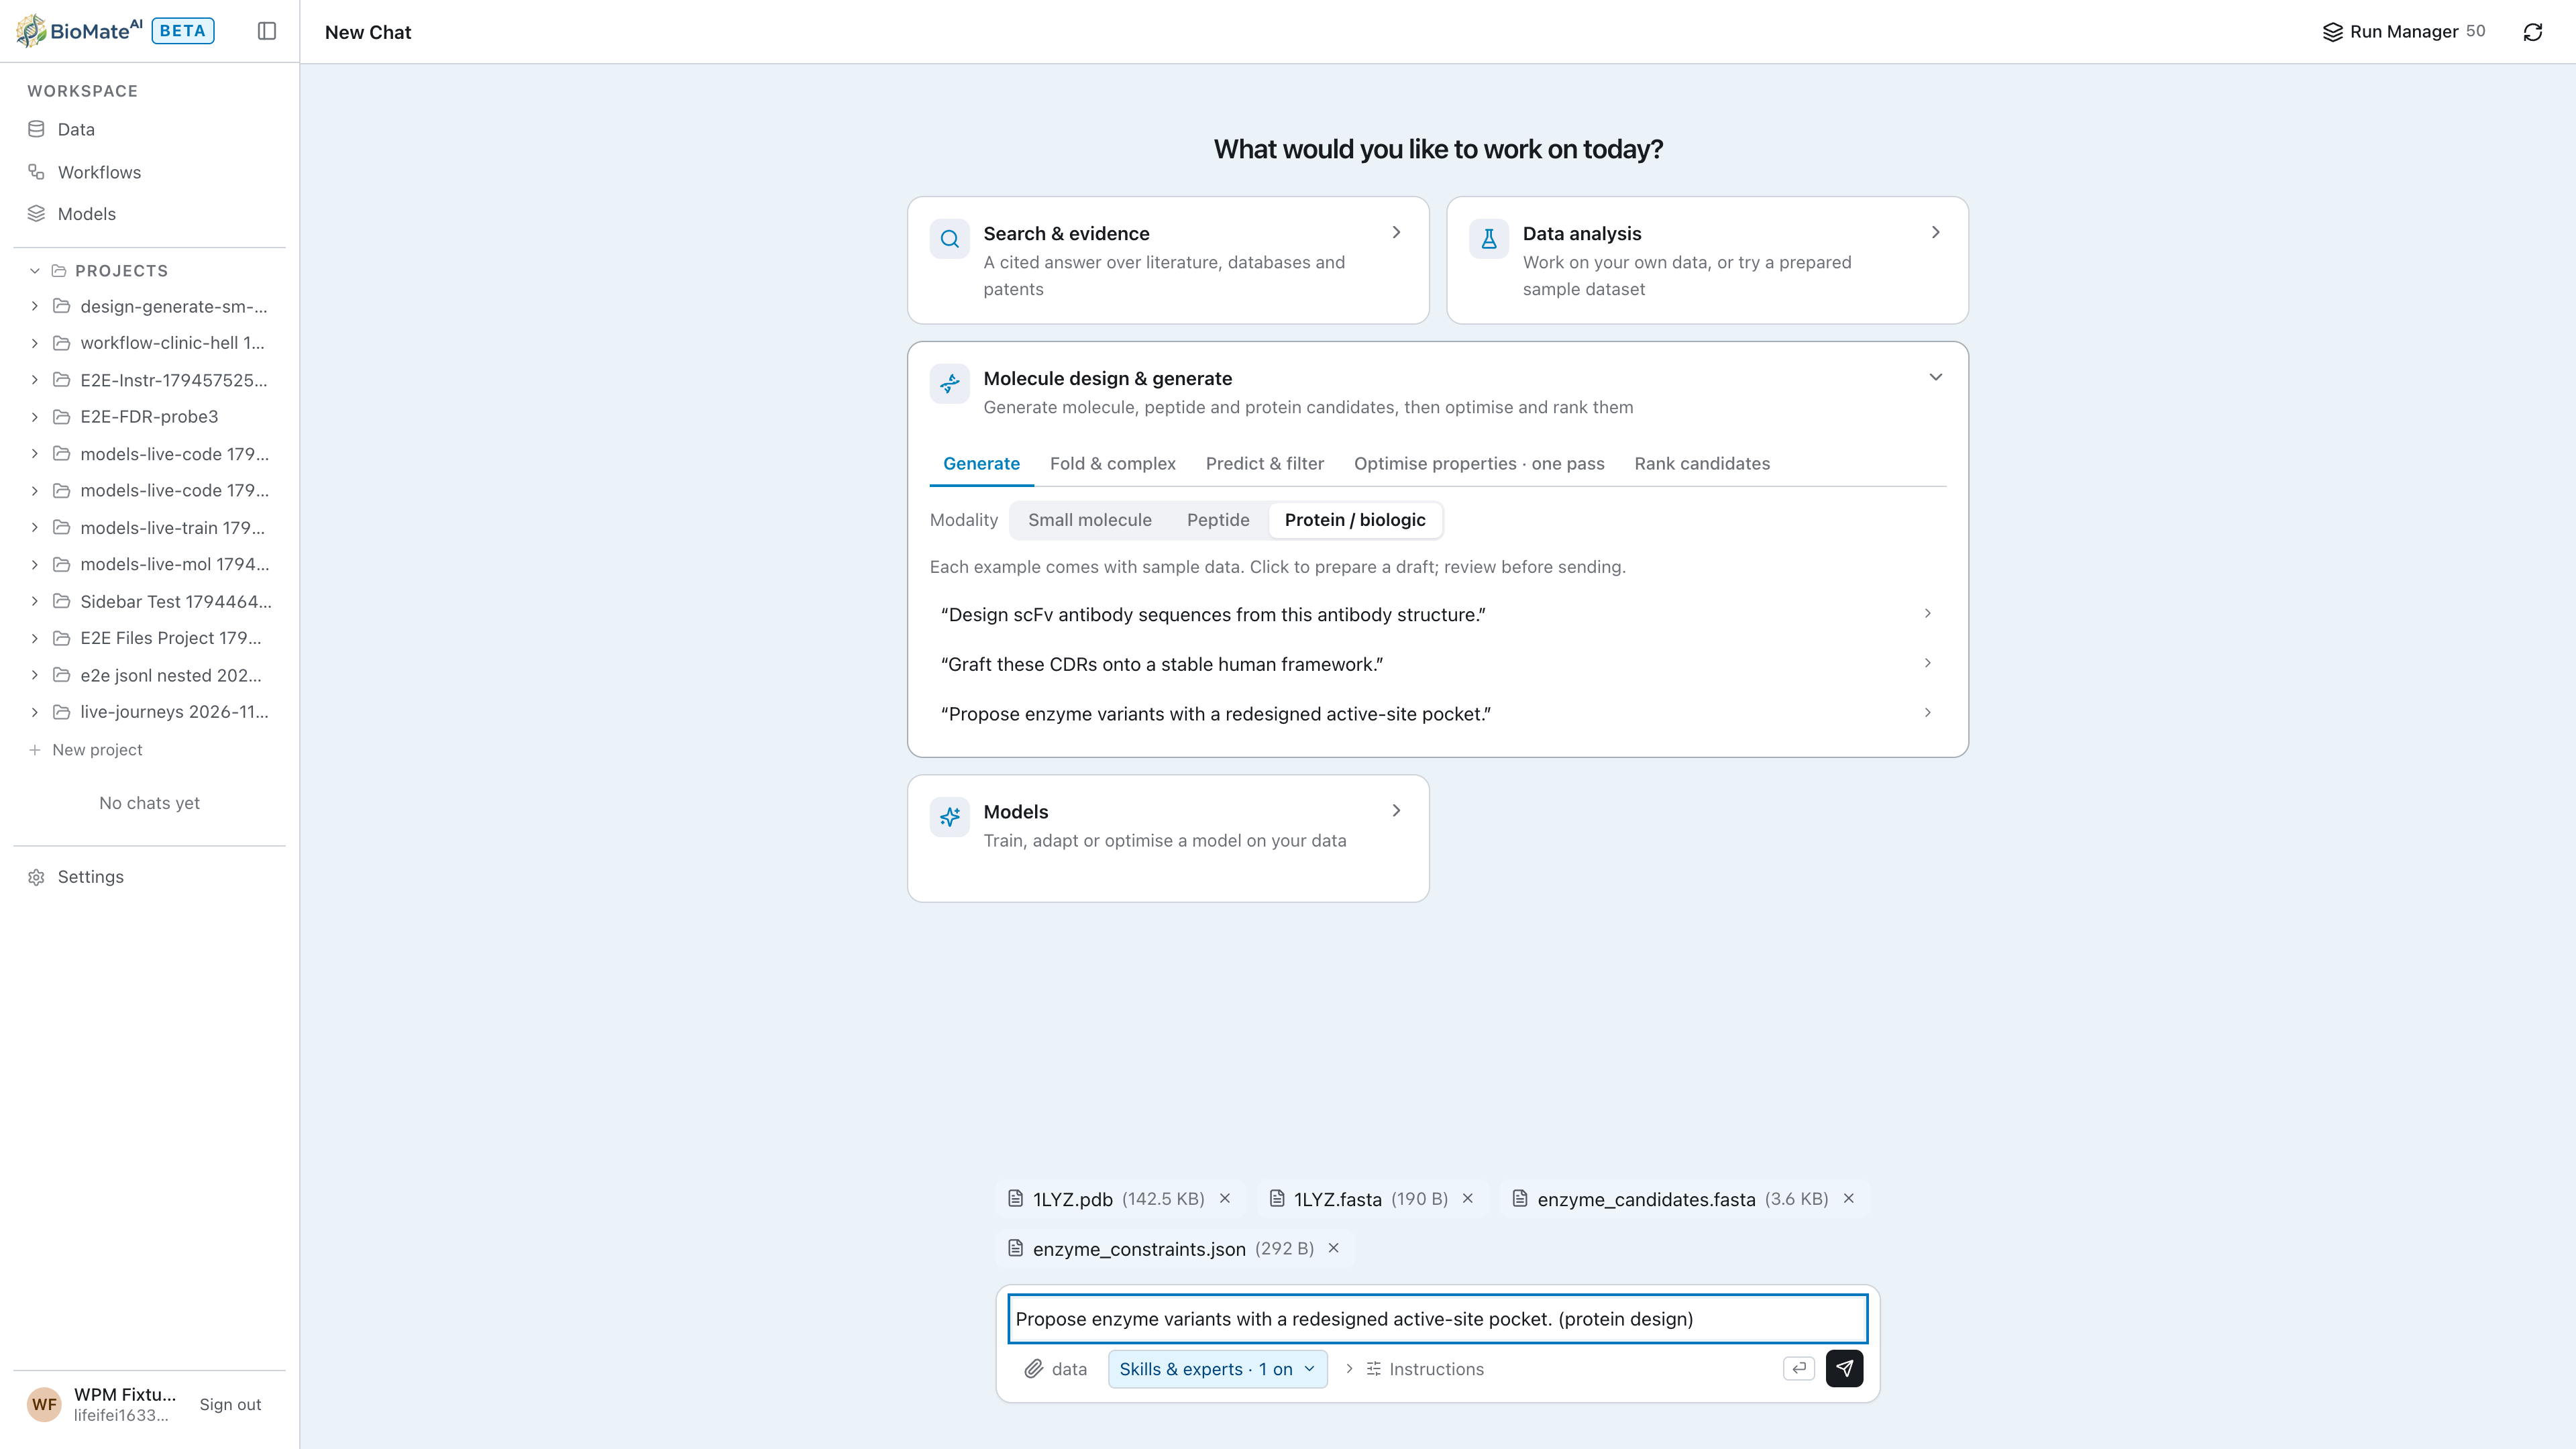 BioMate AI BETA
WORKSPACE
Data
Workflows
Models
PROJECTS
design-generate-sm-...
workflow-clinic-hell 1...
E2E-Instr-179457525...
E2E-FDR-probe3
models-live-code 179...
models-live-code 179...
models-live-train 179...
models-live-mol 1794...
Sidebar Test 1794464...
E2E Files Project 179...
e2e jsonl nested 202...
live-journeys 2026-11...
New project
No chats yet
Settings
WF
WPM Fixtu...
lifeifei1633...
Sign out
New Chat
Run Manager 50
What would you like to work on today?
Search & evidence
A cited answer over literature, databases and
patents
Data analysis
Work on your own data, or try a prepared
sample dataset
Molecule design & generate
Generate molecule, peptide and protein candidates, then optimise and rank them
Generate Fold & complex Predict & filter Optimise properties · one pass Rank candidates
Modality Small molecule Peptide Protein / biologic
Each example comes with sample data. Click to prepare a draft; review before sending.
“Design scFv antibody sequences from this antibody structure.”
“Graft these CDRs onto a stable human framework.”
“Propose enzyme variants with a redesigned active-site pocket.”
Models
Train, adapt or optimise a model on your data
1LYZ.pdb (142.5 KB) 1LYZ.fasta (190 B) enzyme_candidates.fasta (3.6 KB)
enzyme_constraints.json (292 B)
Propose enzyme variants with a redesigned active-site pocket. (protein design)
data Skills & experts · 1 on Instructions